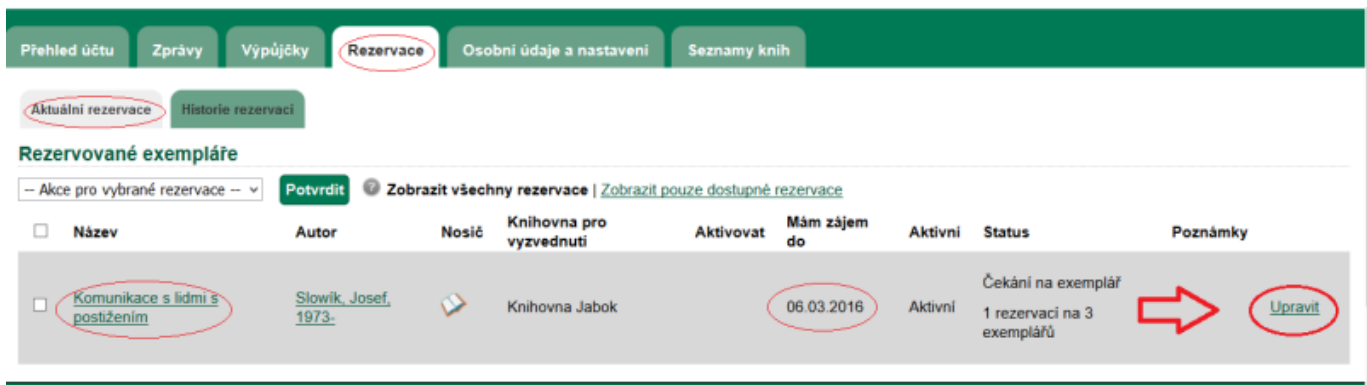 Přehled účtu Zprávy Výpůjčky Rezervace Osobní údaje a nastavení Seznamy knih
Aktuální rezervace Historie rezervací
Rezervované exempláře
-- Akce pro vybrané rezervace -- Potvrdit ? Zobrazit všechny rezervace | Zobrazit pouze dostupné rezervace
Název Autor Nosič Knihovna pro vyzvednutí Aktivovat Mám zájem do Aktivní Status Poznámky
Komunikace s lidmi s postižením Slowík, Josef, 1973- Knihovna Jabok 06.03.2016 Aktivní Čekání na exemplář Upravit
1 rezervací na 3 exemplářů